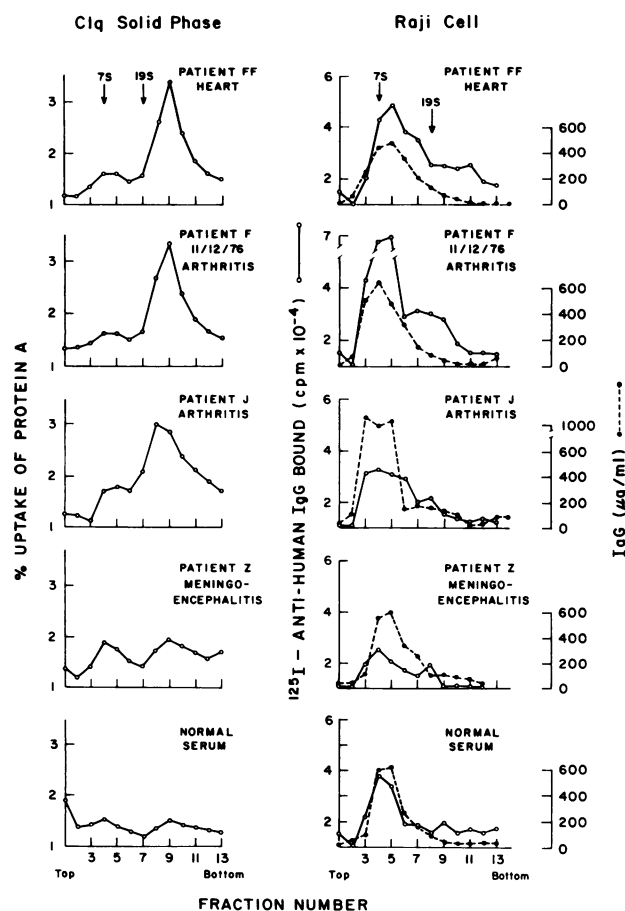 Clq Solid Phase
Raji Cell
PATIENT FF
HEART
7S
19S
3
2
1
PATIENT FF
HEART
7S
19S
6
4
2
600
400
200
0
PATIENT F
11/12/76
ARTHRITIS
3
2
1
PATIENT F
11/12/76
ARTHRITIS
7
4
2
600
400
200
0
PATIENT J
ARTHRITIS
3
2
1
PATIENT J
ARTHRITIS
6
4
2
1000
400
200
0
PATIENT Z
MENINGO-
ENCEPHALITIS
3
2
1
PATIENT Z
MENINGO-
ENCEPHALITIS
6
4
2
600
400
200
0
NORMAL
SERUM
3
2
1
3 5 7 9 11 13
Top Bottom
NORMAL
SERUM
6
4
2
600
400
200
0
3 5 7 9 11 13
Top Bottom
% UPTAKE OF PROTEIN A
125I – ANTI-HUMAN IgG BOUND (cpm x 10⁻⁴)
IgG (µg/ml)
FRACTION NUMBER